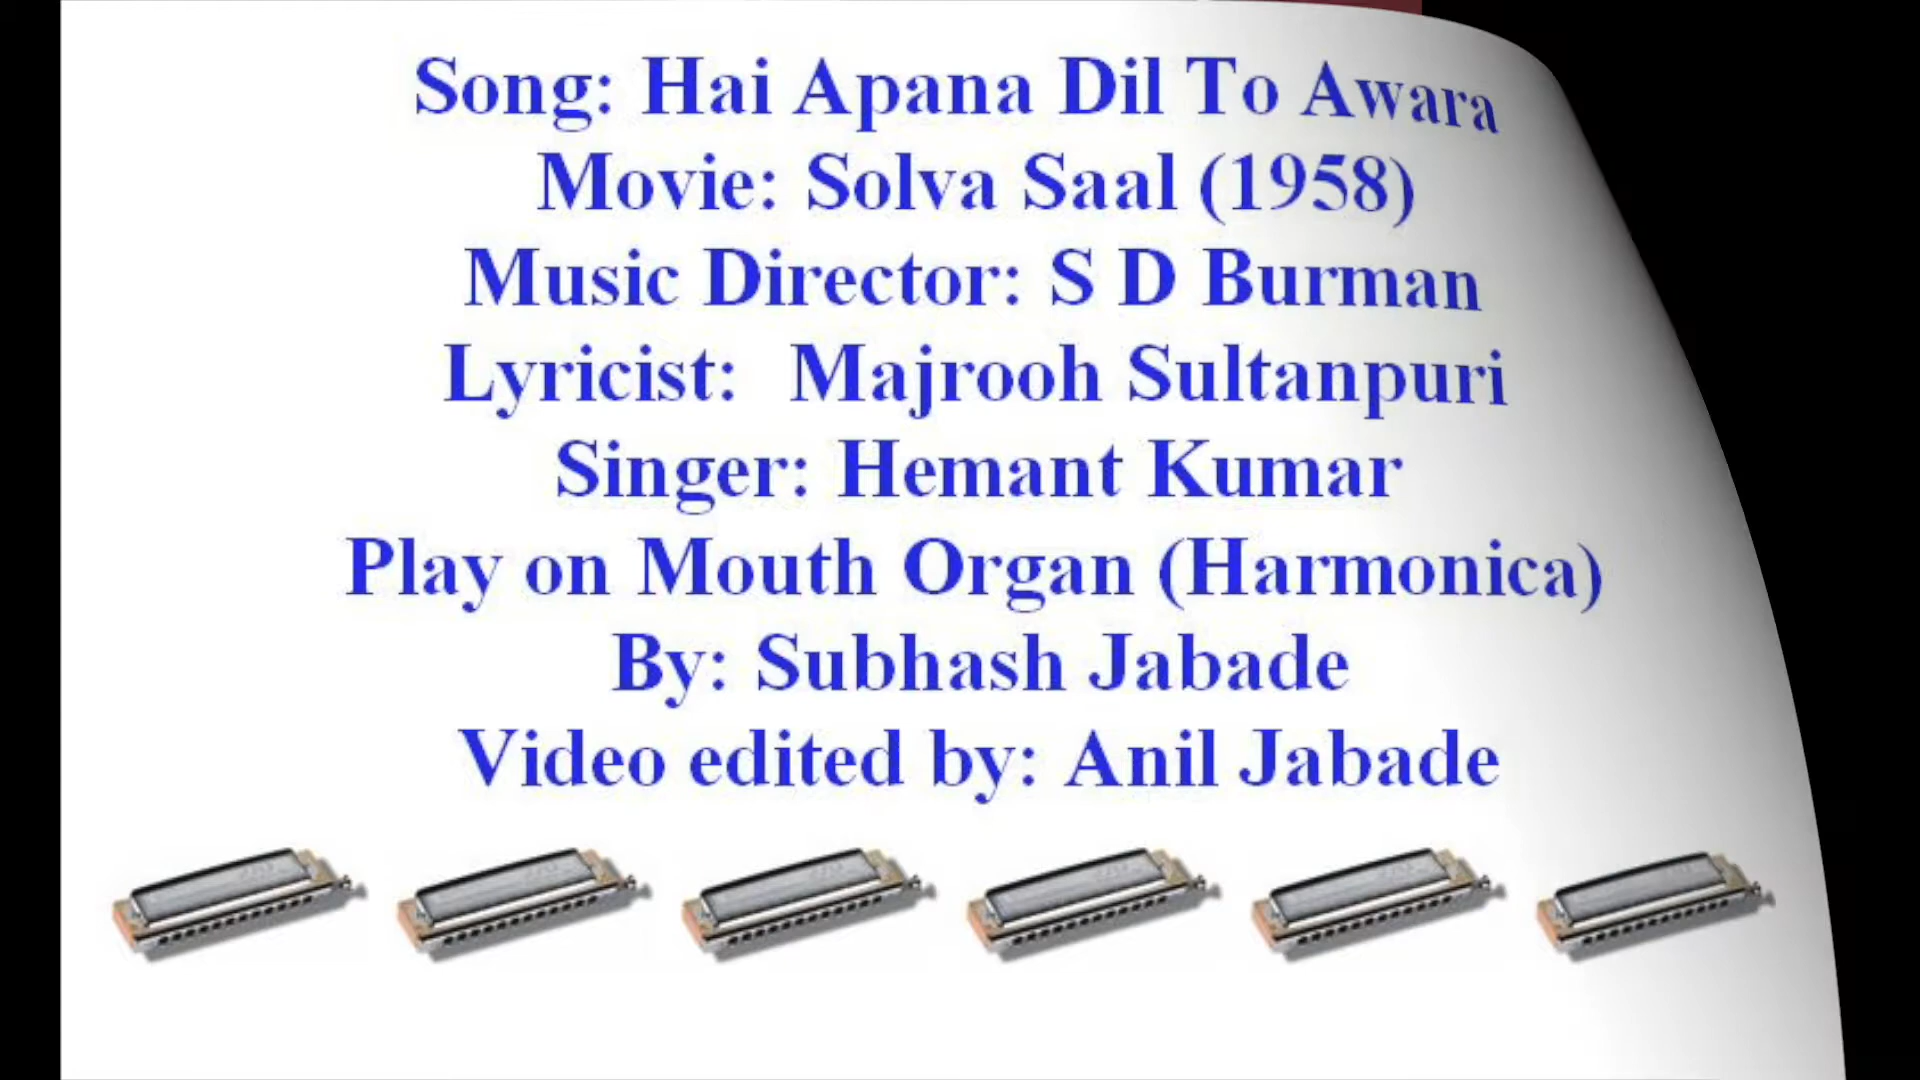 Song: Hai Apana Dil To Awara
Movie: Solva Saal (1958)
Music Director: S D Burman
Lyricist: Majrooh Sultanpuri
Singer: Hemant Kumar
Play on Mouth Organ (Harmonica)
By: Subhash Jabade
Video edited by: Anil Jabade